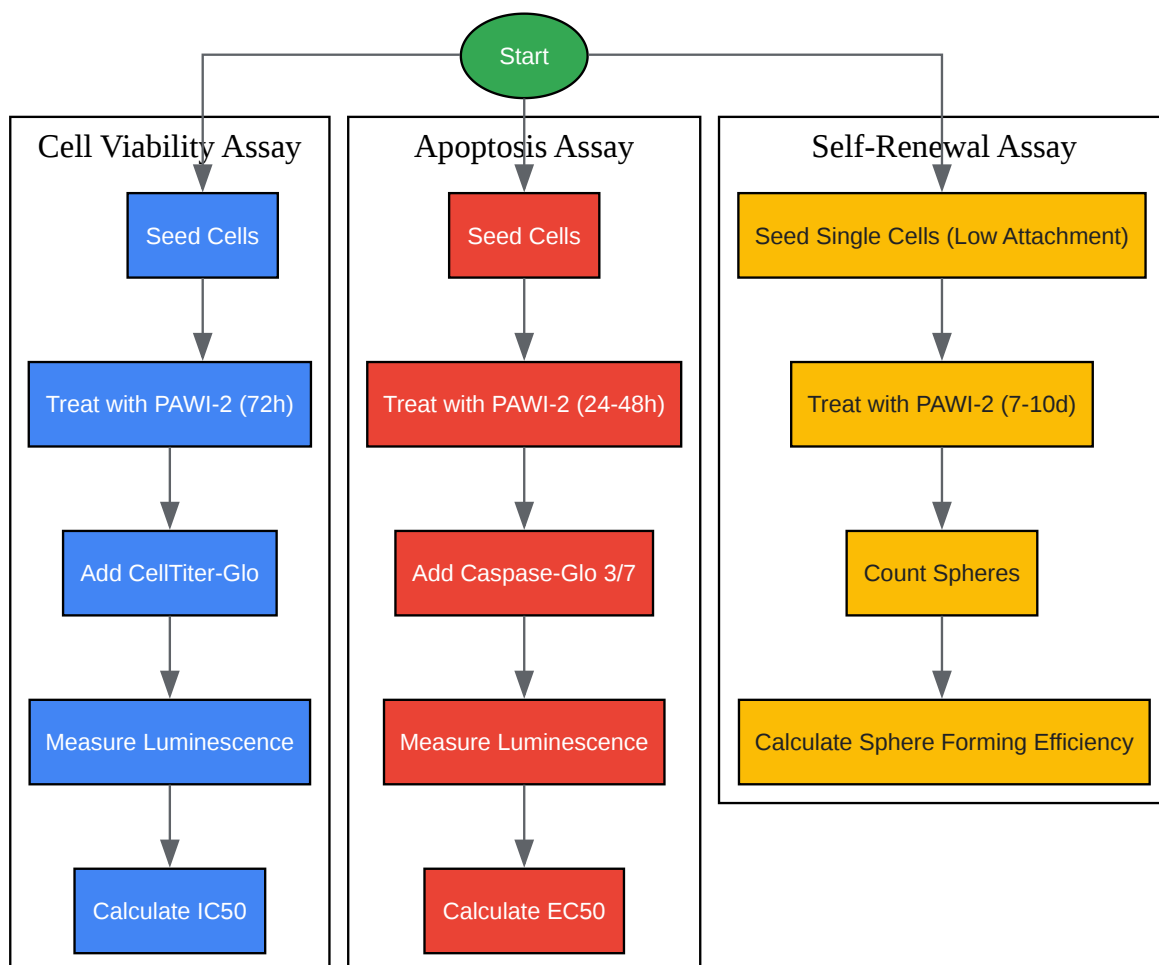 Start
Cell Viability Assay
Seed Cells
Treat with PAWI-2 (72h)
Add CellTiter-Glo
Measure Luminescence
Calculate IC50
Apoptosis Assay
Seed Cells
Treat with PAWI-2 (24-48h)
Add Caspase-Glo 3/7
Measure Luminescence
Calculate EC50
Self-Renewal Assay
Seed Single Cells (Low Attachment)
Treat with PAWI-2 (7-10d)
Count Spheres
Calculate Sphere Forming Efficiency